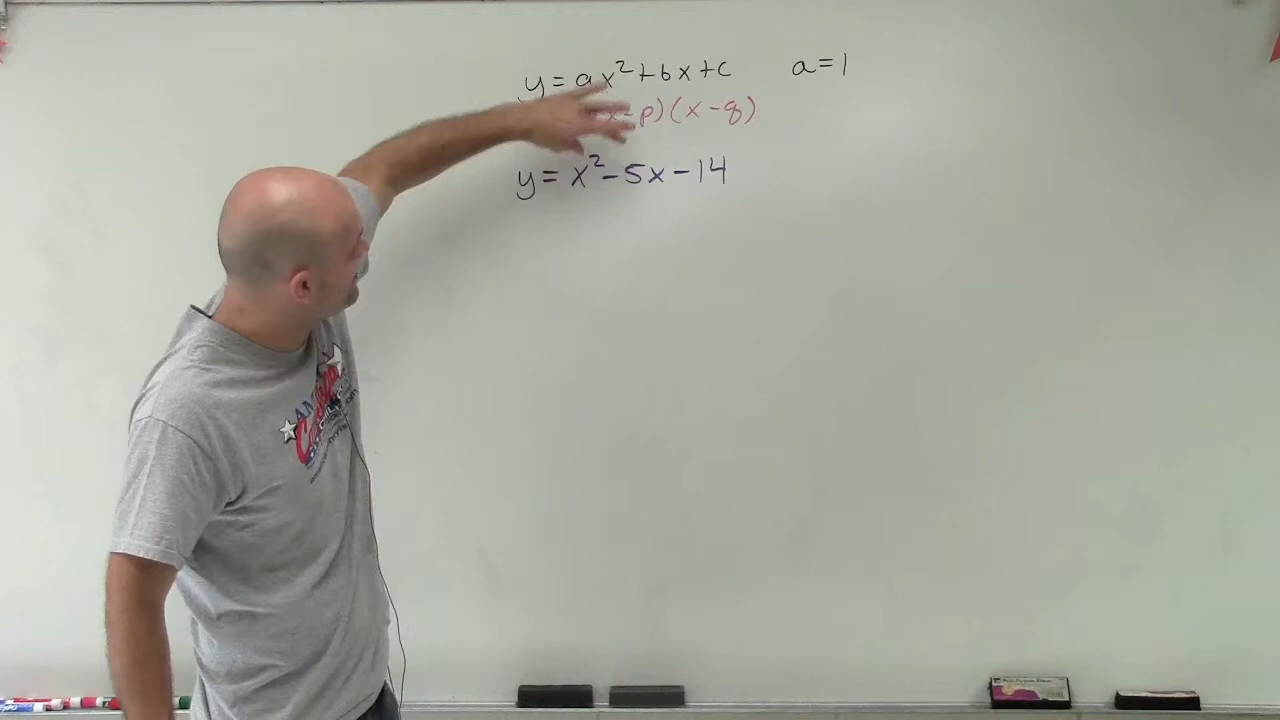 y = ax² + bx + c a = 1
x - p)(x - q)
y = x² - 5x - 14